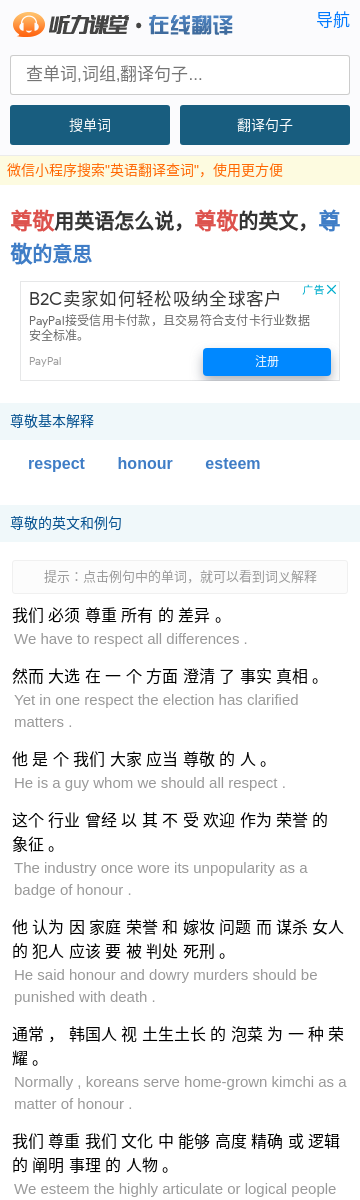 听力课堂·在线翻译
导航
查单词,词组,翻译句子...
搜单词
翻译句子
微信小程序搜索"英语翻译查词"，使用更方便
尊敬用英语怎么说，尊敬的英文，尊
敬的意思
广告
B2C卖家如何轻松吸纳全球客户
PayPal接受信用卡付款，且交易符合支付卡行业数据
安全标准。
PayPal
注册
尊敬基本解释
respect honour esteem
尊敬的英文和例句
提示：点击例句中的单词，就可以看到词义解释
我们 必须 尊重 所有 的 差异 。
We have to respect all differences .
然而 大选 在 一 个 方面 澄清 了 事实 真相 。
Yet in one respect the election has clarified
matters .
他 是 个 我们 大家 应当 尊敬 的 人 。
He is a guy whom we should all respect .
这个 行业 曾经 以 其 不 受 欢迎 作为 荣誉 的
象征 。
The industry once wore its unpopularity as a
badge of honour .
他 认为 因 家庭 荣誉 和 嫁妆 问题 而 谋杀 女人
的 犯人 应该 要 被 判处 死刑 。
He said honour and dowry murders should be
punished with death .
通常 ， 韩国人 视 土生土长 的 泡菜 为 一 种 荣
耀 。
Normally , koreans serve home-grown kimchi as a
matter of honour .
我们 尊重 我们 文化 中 能够 高度 精确 或 逻辑
的 阐明 事理 的 人物 。
We esteem the highly articulate or logical people